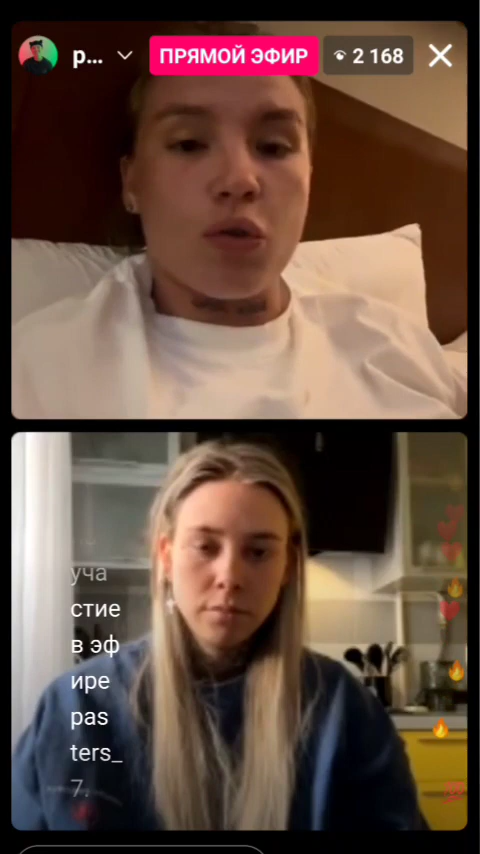 p...
ПРЯМОЙ ЭФИР
2 168
уча
стие
в эф
ире
pas
ters_
7.